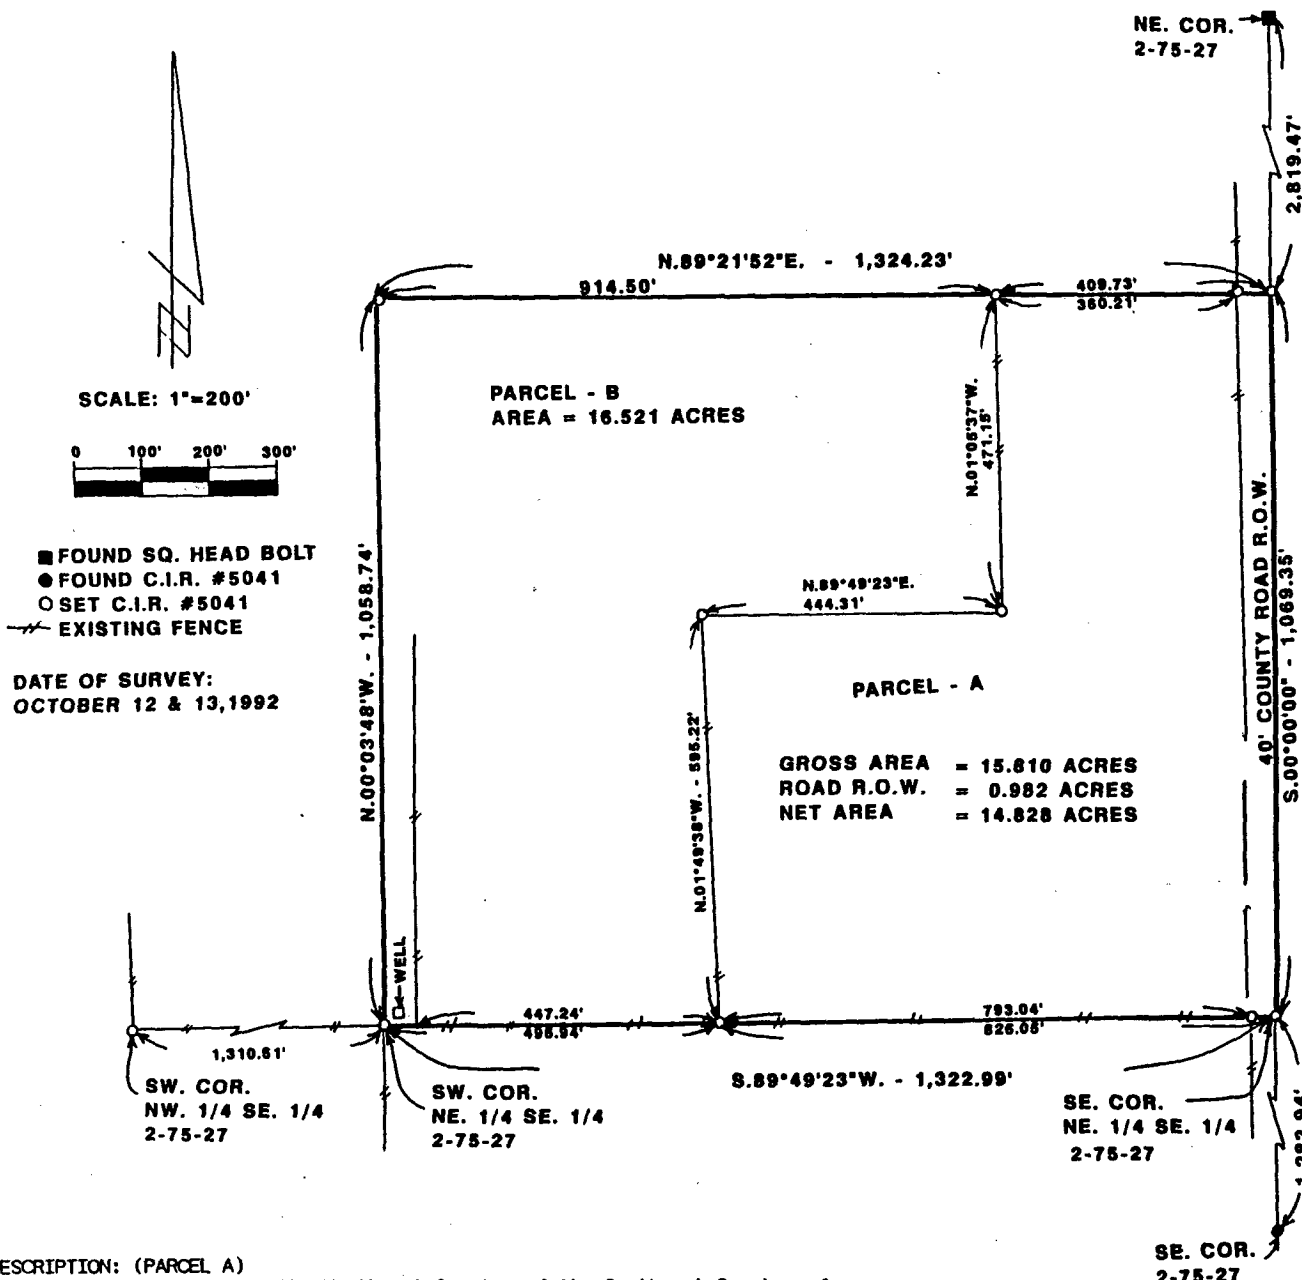 NE. COR.
2-75-27
2,819.47'
N.89°21'52"E. - 1,324.23'
914.50'
409.73'
360.21'
SCALE: 1"=200'
0 100' 200' 300'
PARCEL - B
AREA = 16.521 ACRES
N.01°06'37"W.
471.15'
■ FOUND SQ. HEAD BOLT
● FOUND C.I.R. #5041
○ SET C.I.R. #5041
EXISTING FENCE
DATE OF SURVEY:
OCTOBER 12 & 13,1992
N.00°03'48"W. - 1,058.74'
N.89°49'23"E.
444.31'
40' COUNTY ROAD R.O.W.
S.00°00'00" - 1,069.35'
PARCEL - A
N.01°49'38"W. - 595.22'
GROSS AREA = 15.810 ACRES
ROAD R.O.W. = 0.982 ACRES
NET AREA = 14.828 ACRES
WELL
447.24'
496.94'
793.04'
826.05'
1,310.61'
S.89°49'23"W. - 1,322.99'
SW. COR.
NW. 1/4 SE. 1/4
2-75-27
SW. COR.
NE. 1/4 SE. 1/4
2-75-27
SE. COR.
NE. 1/4 SE. 1/4
2-75-27
SE. COR.
2-75-27
ESCRIPTION: (PARCEL A)